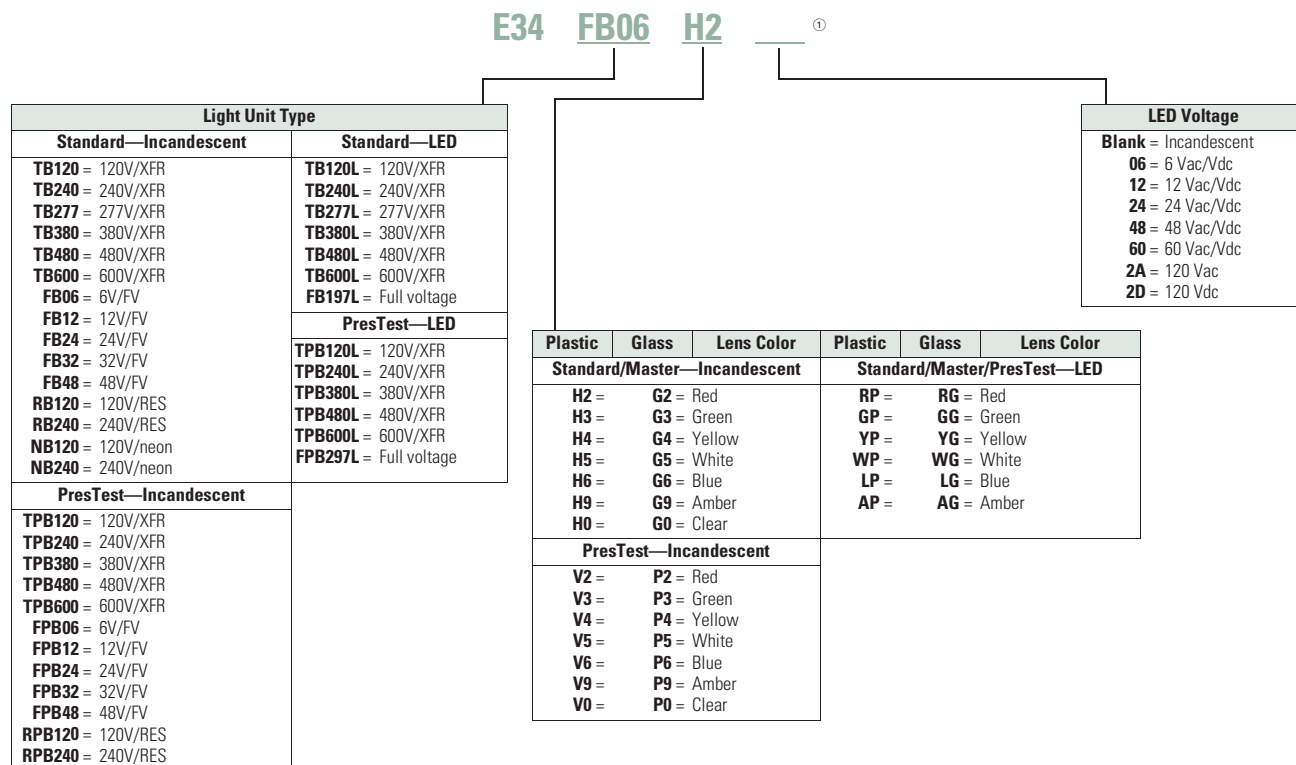 E34 FB06 H2 ___ ①
Light Unit Type
Standard—Incandescent
TB120 = 120V/XFR
TB240 = 240V/XFR
TB277 = 277V/XFR
TB380 = 380V/XFR
TB480 = 480V/XFR
TB600 = 600V/XFR
FB06 = 6V/FV
FB12 = 12V/FV
FB24 = 24V/FV
FB32 = 32V/FV
FB48 = 48V/FV
RB120 = 120V/RES
RB240 = 240V/RES
NB120 = 120V/neon
NB240 = 240V/neon
PresTest—Incandescent
TPB120 = 120V/XFR
TPB240 = 240V/XFR
TPB380 = 380V/XFR
TPB480 = 480V/XFR
TPB600 = 600V/XFR
FPB06 = 6V/FV
FPB12 = 12V/FV
FPB24 = 24V/FV
FPB32 = 32V/FV
FPB48 = 48V/FV
RPB120 = 120V/RES
RPB240 = 240V/RES
Standard—LED
TB120L = 120V/XFR
TB240L = 240V/XFR
TB277L = 277V/XFR
TB380L = 380V/XFR
TB480L = 480V/XFR
TB600L = 600V/XFR
FB197L = Full voltage
PresTest—LED
TPB120L = 120V/XFR
TPB240L = 240V/XFR
TPB380L = 380V/XFR
TPB480L = 480V/XFR
TPB600L = 600V/XFR
FPB297L = Full voltage
Plastic Glass Lens Color
Standard/Master—Incandescent
H2 = G2 = Red
H3 = G3 = Green
H4 = G4 = Yellow
H5 = G5 = White
H6 = G6 = Blue
H9 = G9 = Amber
H0 = G0 = Clear
PresTest—Incandescent
V2 = P2 = Red
V3 = P3 = Green
V4 = P4 = Yellow
V5 = P5 = White
V6 = P6 = Blue
V9 = P9 = Amber
V0 = P0 = Clear
Plastic Glass Lens Color
Standard/Master/PresTest—LED
RP = RG = Red
GP = GG = Green
YP = YG = Yellow
WP = WG = White
LP = LG = Blue
AP = AG = Amber
LED Voltage
Blank = Incandescent
06 = 6 Vac/Vdc
12 = 12 Vac/Vdc
24 = 24 Vac/Vdc
48 = 48 Vac/Vdc
60 = 60 Vac/Vdc
2A = 120 Vac
2D = 120 Vdc